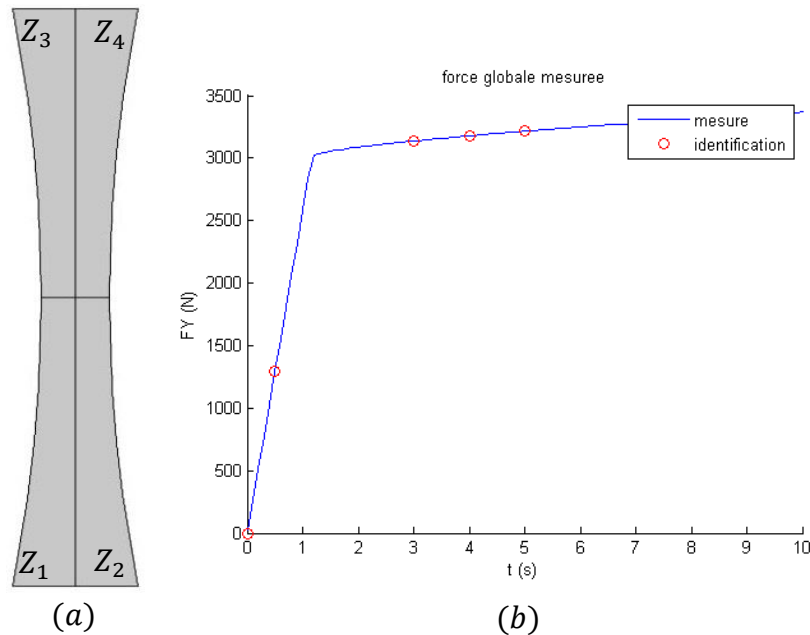 Z₃ Z₄
Z₁ Z₂
(a)
force globale mesuree
3500
3000
2500
2000
1500
1000
500
0
FY (N)
mesure
identification
0 1 2 3 4 5 6 7 8 9 10
t (s)
(b)